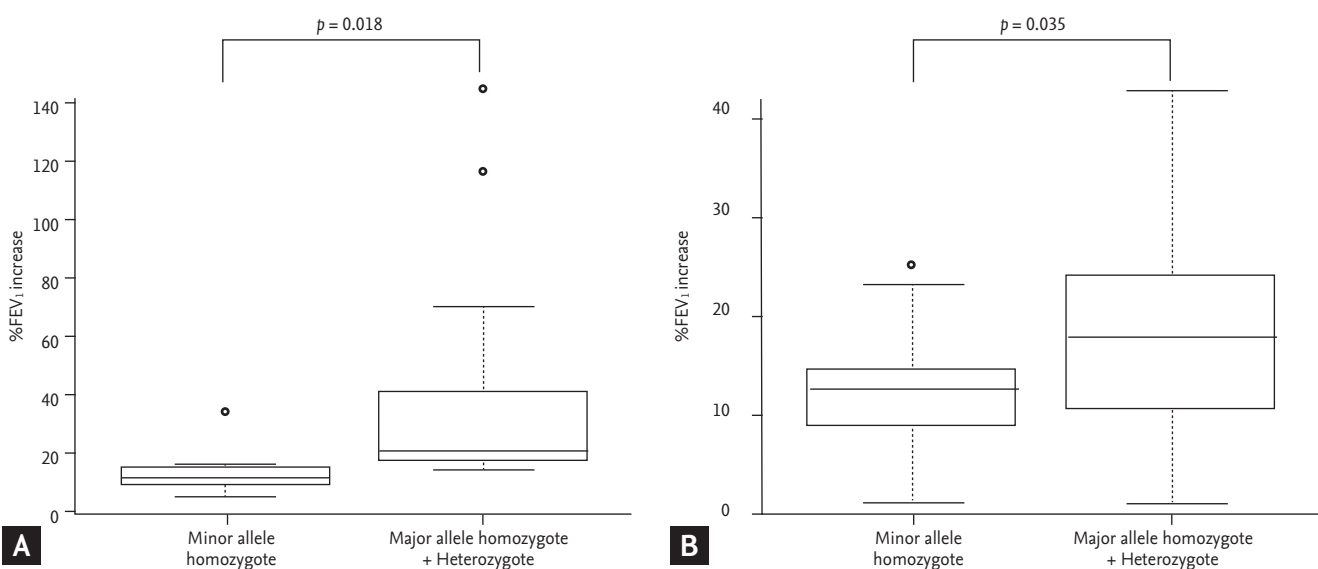 p = 0.018
140
120
100
80
60
40
20
0
%FEV₁ increase
Minor allele
homozygote
Major allele homozygote
+ Heterozygote
A
p = 0.035
40
30
20
10
0
%FEV₁ increase
Minor allele
homozygote
Major allele homozygote
+ Heterozygote
B